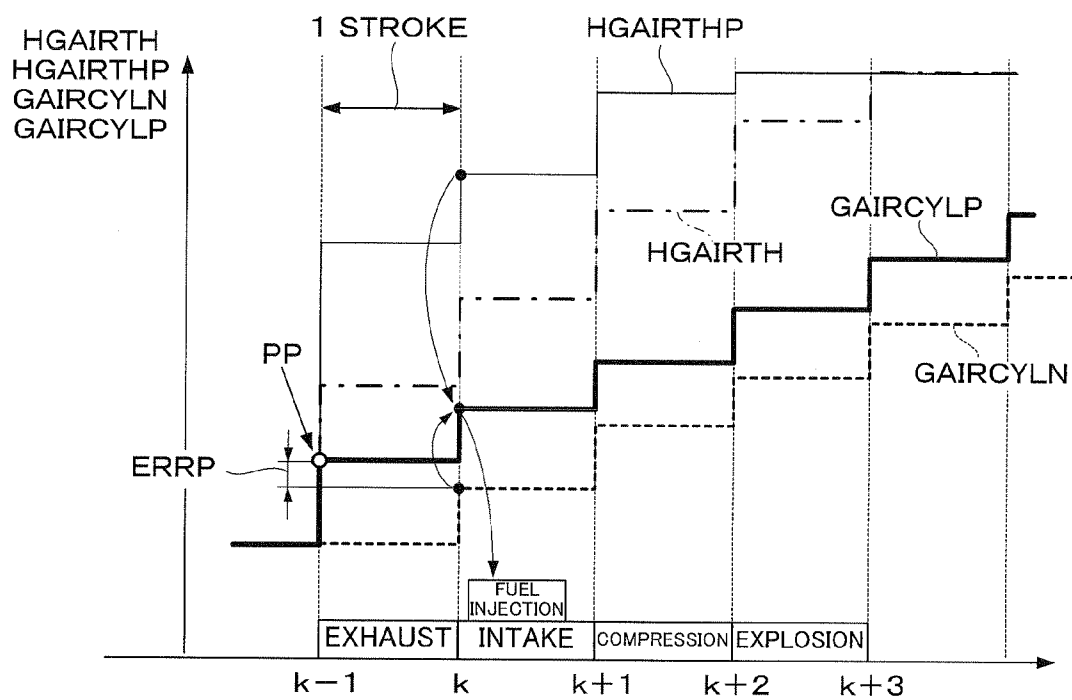 1 STROKE
HGAIRTHP
HGAIRTH
HGAIRTHP
GAIRCYLN
GAIRCYLP
GAIRCYLP
HGAIRTH
PP
GAIRCYLN
ERRP
FUEL
INJECTION
EXHAUST INTAKE COMPRESSION EXPLOSION
k-1 k k+1 k+2 k+3